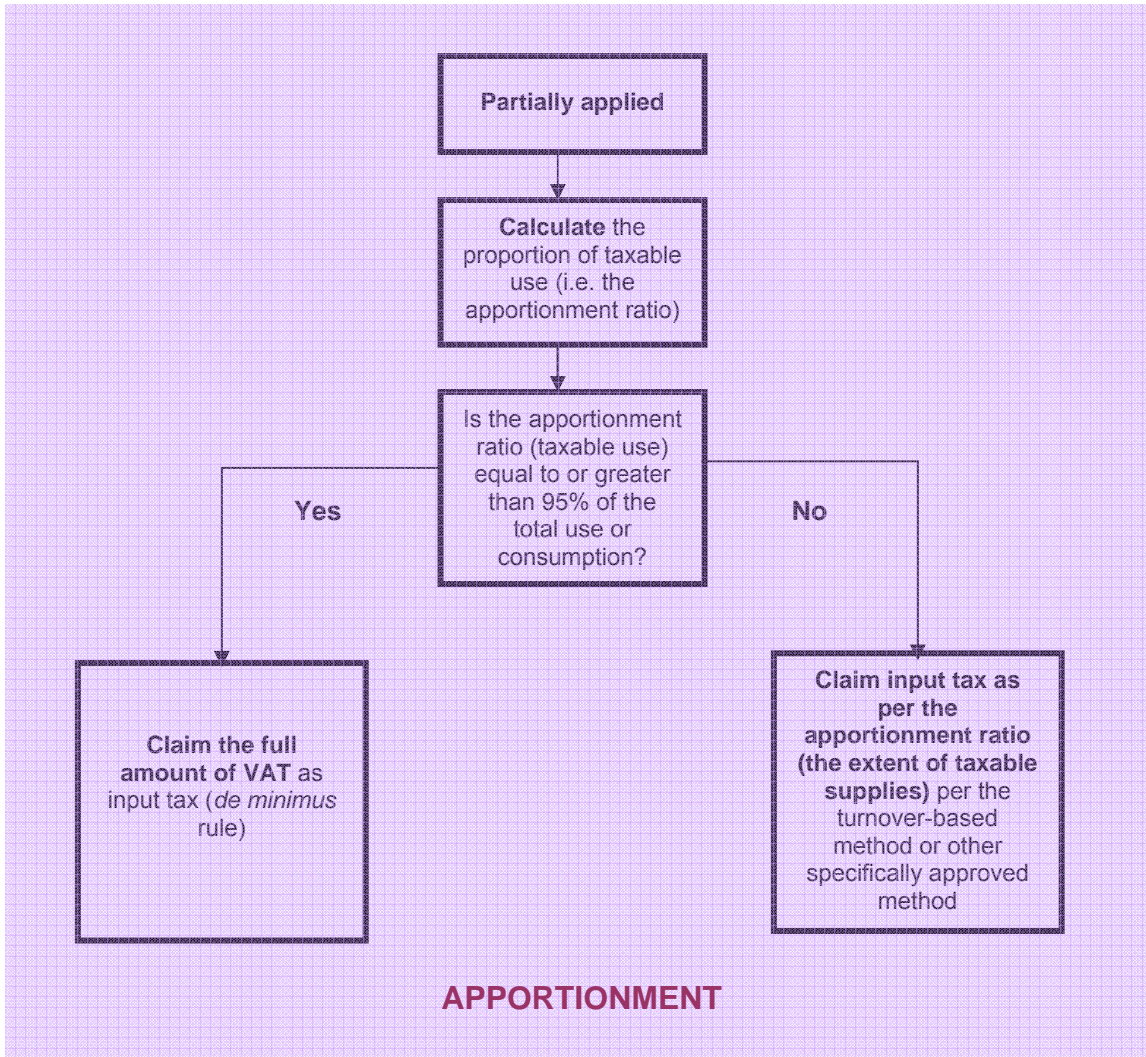 Partially applied
Calculate the
proportion of taxable
use (i.e. the
apportionment ratio)
Is the apportionment
ratio (taxable use)
equal to or greater
than 95% of the
total use or
consumption?
Yes
No
Claim the full
amount of VAT as
input tax (de minimus
rule)
Claim input tax as
per the
apportionment ratio
(the extent of taxable
supplies) per the
turnover-based
method or other
specifically approved
method
APPORTIONMENT